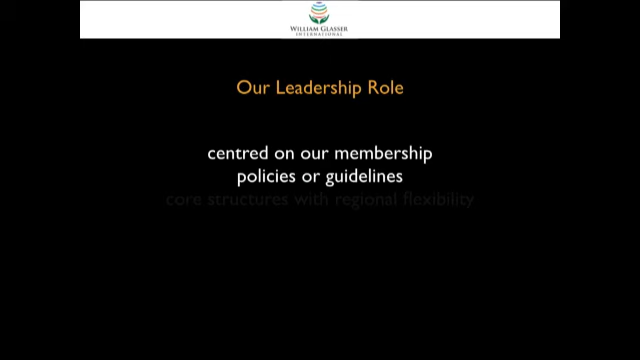 WILLIAM GLASSER
INTERNATIONAL
Our Leadership Role
centred on our membership
policies or guidelines
core structures with regional flexibility